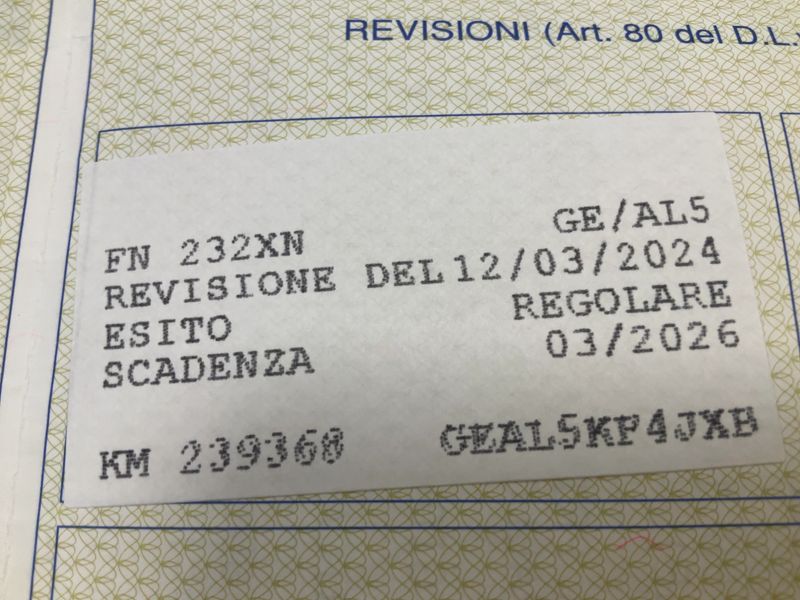 REVISIONI (Art. 80 del D.L.
GE/AL5
FN 232XN
REVISIONE DEL 12/03/2024
ESITO REGOLARE
SCADENZA 03/2026
KM 239360 GEAL5KP4JXB